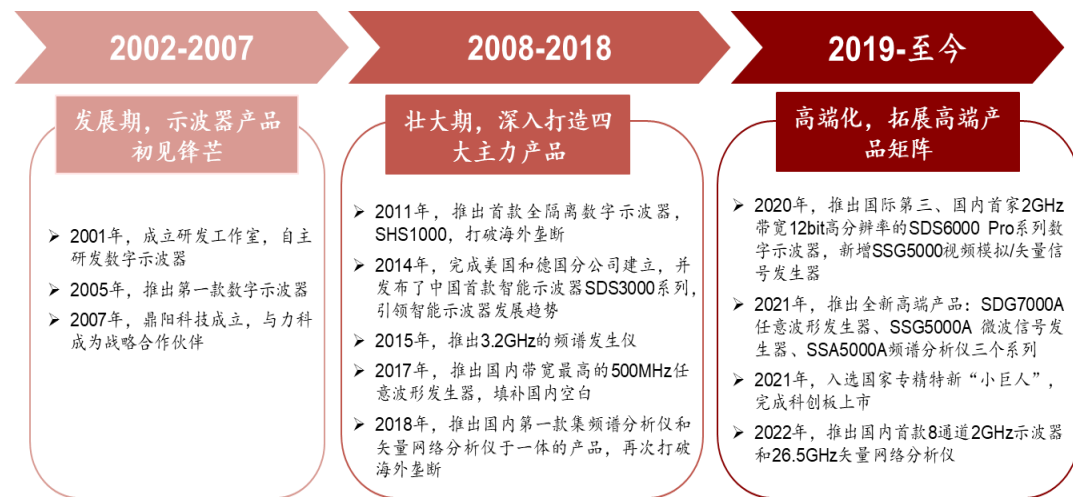 2002-2007
发展期，示波器产品
初见锋芒
➢ 2001年，成立研发工作室，自主
研发数字示波器
➢ 2005年，推出第一款数字示波器
➢ 2007年，鼎阳科技成立，与力科
成为战略合作伙伴
2008-2018
壮大期，深入打造四
大主力产品
➢ 2011年，推出首款全隔离数字示波器，
SHS1000，打破海外垄断
➢ 2014年，完成美国和德国分公司建立，并
发布了中国首款智能示波器SDS3000系列，
引领智能示波器发展趋势
➢ 2015年，推出3.2GHz的频谱发生仪
➢ 2017年，推出国内带宽最高的500MHz任
意波形发生器，填补国内空白
➢ 2018年，推出国内第一款集频谱分析仪和
矢量网络分析仪于一体的产品，再次打破
海外垄断
2019-至今
高端化，拓展高端产
品矩阵
➢ 2020年，推出国际第三、国内首家2GHz
带宽12bit高分辨率的SDS6000 Pro系列数
字示波器，新增SSG5000视频模拟/矢量信
号发生器
➢ 2021年，推出全新高端产品：SDG7000A
任意波形发生器、SSG5000A 微波信号发
生器、SSA5000A频谱分析仪三个系列
➢ 2021年，入选国家专精特新“小巨人”，
完成科创板上市
➢ 2022年，推出国内首款8通道2GHz示波器
和26.5GHz矢量网络分析仪